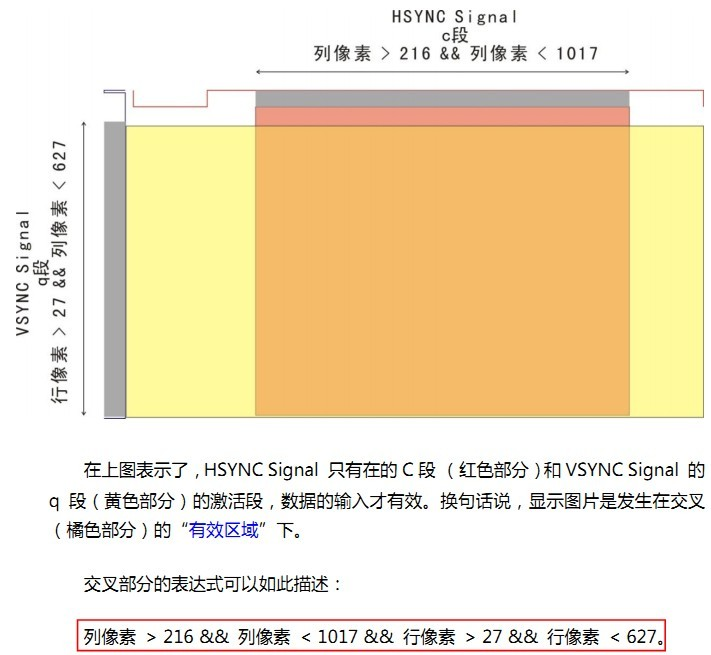 HSYNC Signal
c段
列像素 > 216 && 列像素 < 1017
VSYNC Signal
q段
行像素 > 27 && 列像素 < 627
在上图表示了，HSYNC Signal 只有在的 C 段 （ 红色部分 ）和 VSYNC Signal 的
q 段（ 黄色部分 ）的激活段，数据的输入才有效。换句话说，显示图片是发生在交叉
（ 橘色部分 ）的“有效区域”下。
交叉部分的表达式可以如此描述：
列像素 > 216 && 列像素 < 1017 && 行像素 > 27 && 行像素 < 627。